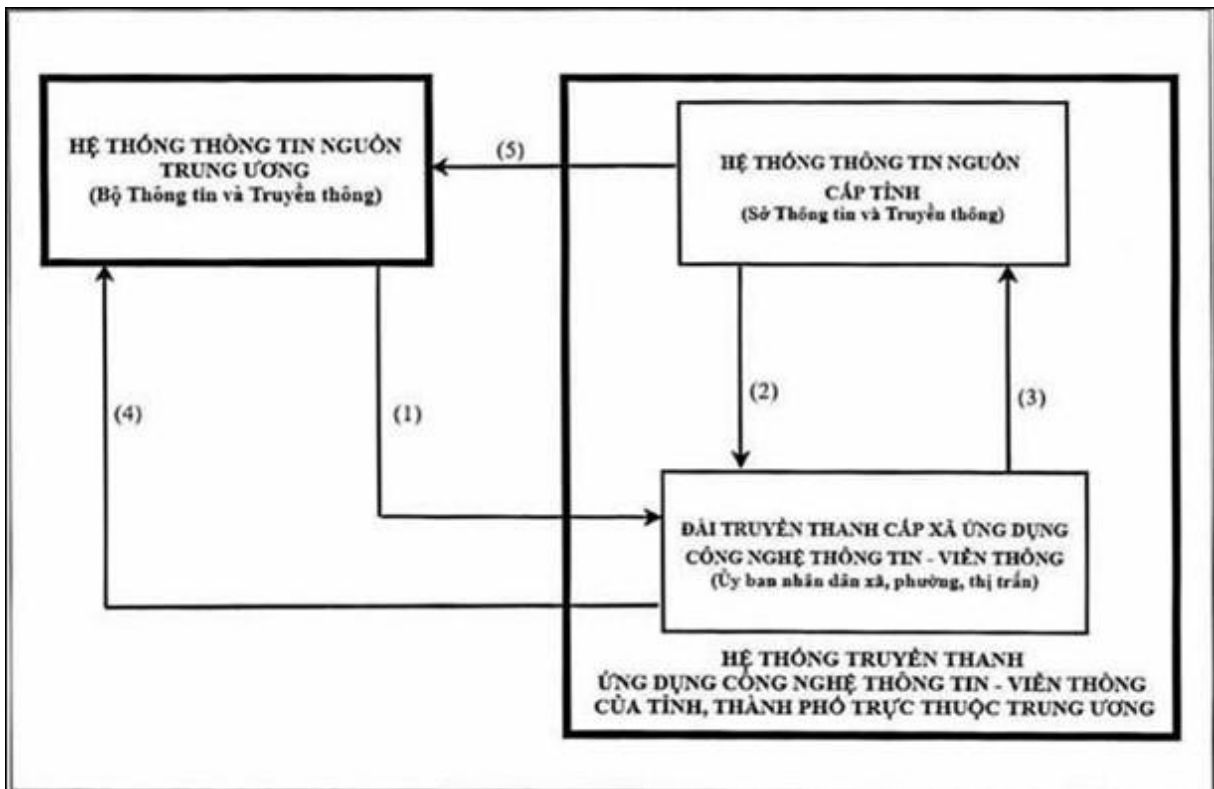 HỆ THỐNG THÔNG TIN NGUỒN
TRUNG ƯƠNG
(Bộ Thông tin và Truyền thông)
(5)
HỆ THỐNG THÔNG TIN NGUỒN
CẤP TỈNH
(Sở Thông tin và Truyền thông)
(4)
(1)
(2)
(3)
ĐÀI TRUYỀN THANH CẤP XÃ ỨNG DỤNG
CÔNG NGHỆ THÔNG TIN - VIỄN THÔNG
(Ủy ban nhân dân xã, phường, thị trấn)
HỆ THỐNG TRUYỀN THANH
ỨNG DỤNG CÔNG NGHỆ THÔNG TIN - VIỄN THÔNG
CỦA TỈNH, THÀNH PHỐ TRỰC THUỘC TRUNG ƯƠNG